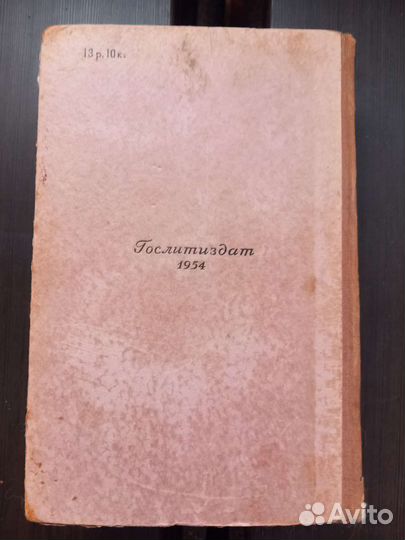 13 р. 10 к.
Гослитиздат
1954
Avito